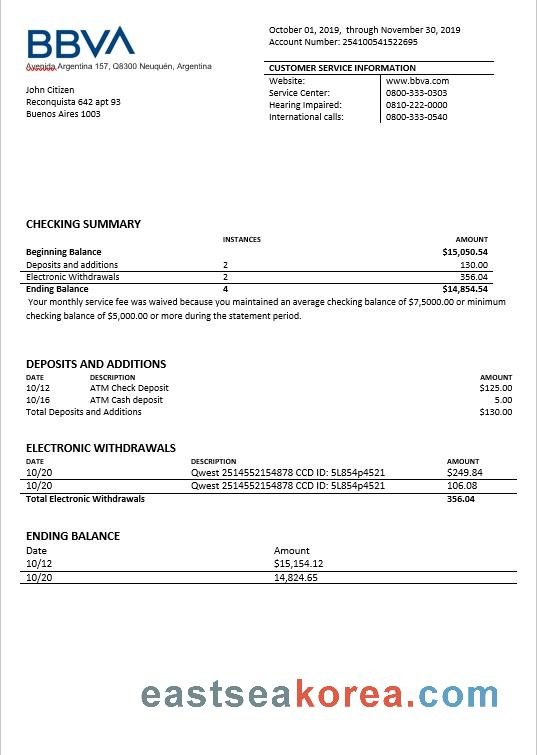 BBVA
Avenida Argentina 157, Q8300 Neuquén, Argentina
John Citizen
Reconquista 642 apt 93
Buenos Aires 1003
October 01, 2019, through November 30, 2019
Account Number: 254100541522695
CUSTOMER SERVICE INFORMATION
Website: www.bbva.com
Service Center: 0800-333-0303
Hearing Impaired: 0810-222-0000
International calls: 0800-333-0540
CHECKING SUMMARY
INSTANCES AMOUNT
Beginning Balance $15,050.54
Deposits and additions 2 130.00
Electronic Withdrawals 2 356.04
Ending Balance 4 $14,854.54
Your monthly service fee was waived because you maintained an average checking balance of $7,5000.00 or minimum
checking balance of $5,000.00 or more during the statement period.
DEPOSITS AND ADDITIONS
DATE DESCRIPTION AMOUNT
10/12 ATM Check Deposit $125.00
10/16 ATM Cash deposit 5.00
Total Deposits and Additions $130.00
ELECTRONIC WITHDRAWALS
DATE DESCRIPTION AMOUNT
10/20 Qwest 2514552154878 CCD ID: 5L854p4521 $249.84
10/20 Qwest 2514552154878 CCD ID: 5L854p4521 106.08
Total Electronic Withdrawals 356.04
ENDING BALANCE
Date Amount
10/12 $15,154.12
10/20 14,824.65
eastseakorea.com